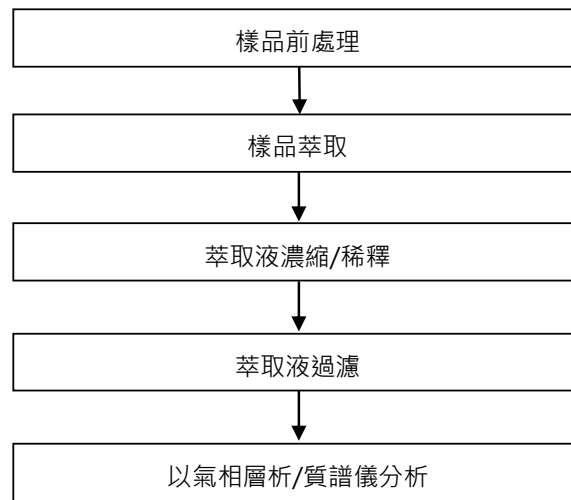 樣品前處理
樣品萃取
萃取液濃縮/稀釋
萃取液過濾
以氣相層析/質譜儀分析